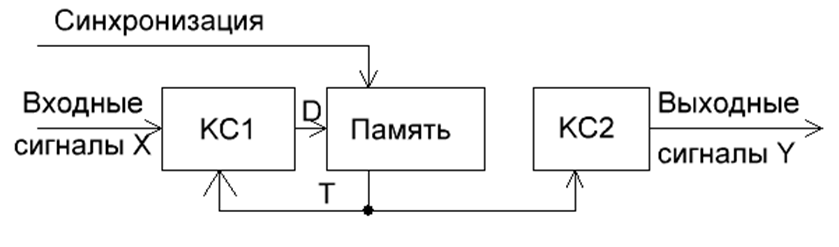 Синхронизация
Входные
сигналы X
КС1
D
Память
T
КС2
Выходные
сигналы Y